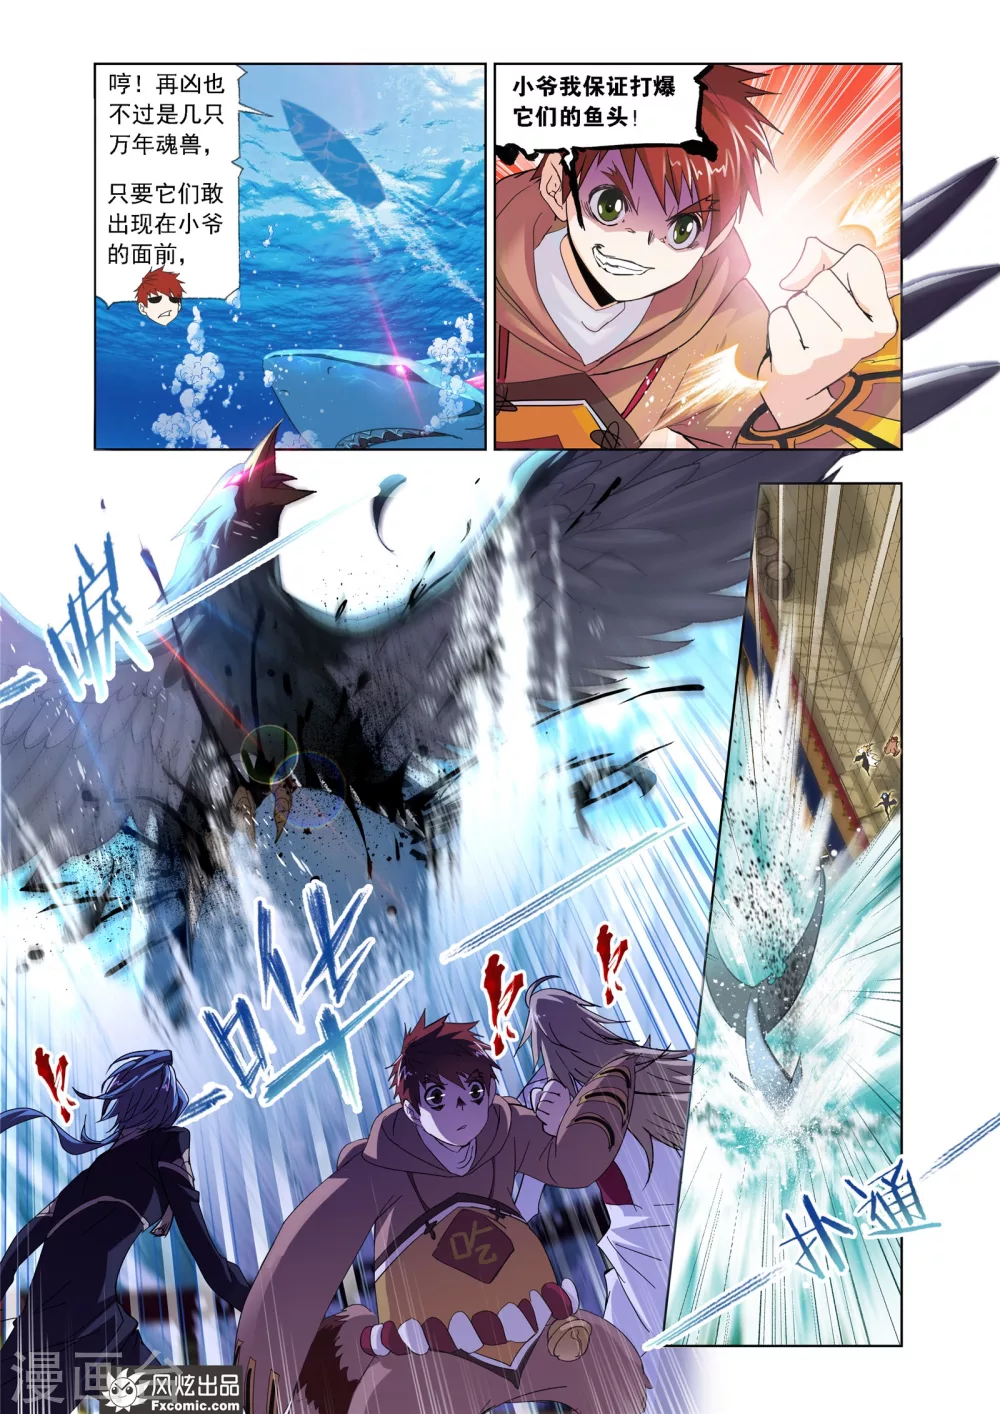 哼！再凶也
不过是几只
万年魂兽，
只要它们敢
出现在小爷
的面前，
小爷我保证打爆
它们的鱼头！
唳
哗
吃
扑通
漫画台
风炫出品
Fxcomic.com